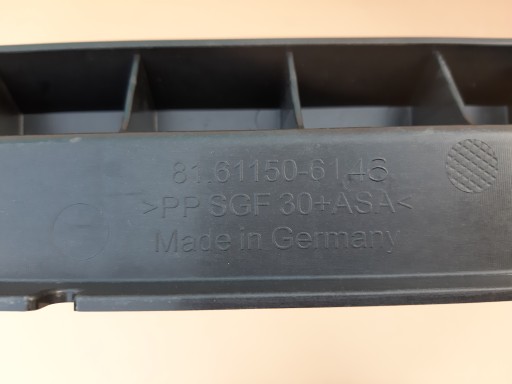 >PP SGF 30+ASA<
Made in Germany